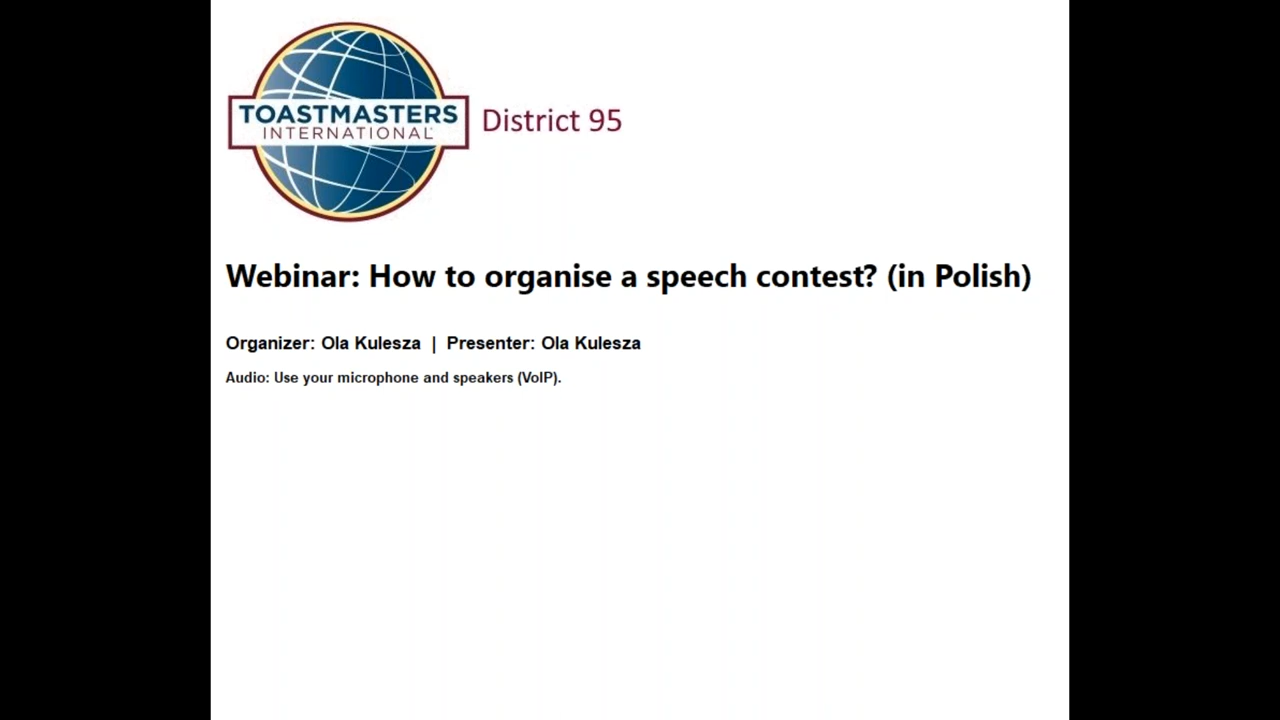 TOASTMASTERS
INTERNATIONAL
District 95
Webinar: How to organise a speech contest? (in Polish)
Organizer: Ola Kulesza | Presenter: Ola Kulesza
Audio: Use your microphone and speakers (VoIP).